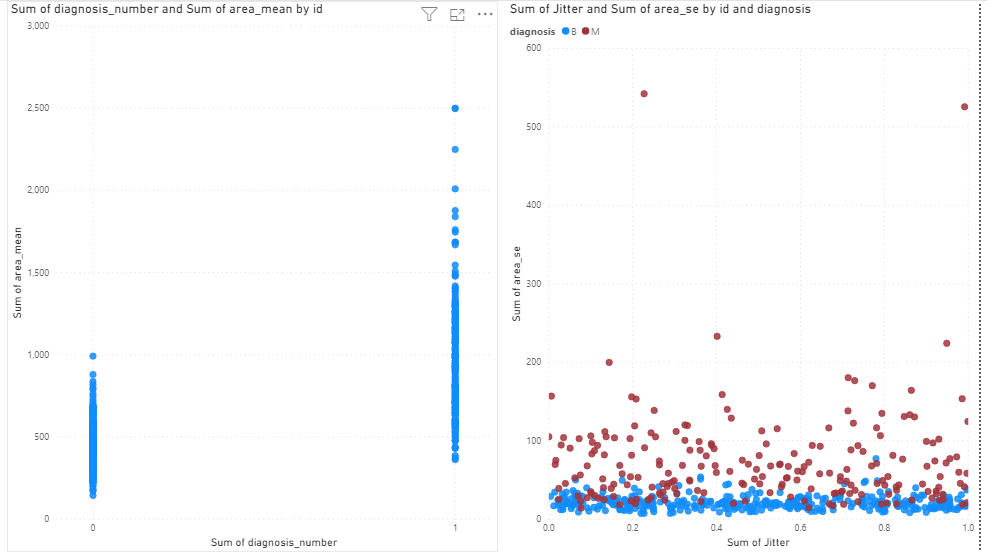 Sum of diagnosis_number and Sum of area_mean by id
3,000
2,500
2,000
1,500
1,000
500
0
Sum of area_mean
0 1
Sum of diagnosis_number
Sum of Jitter and Sum of area_se by id and diagnosis
diagnosis B M
600
500
400
300
200
100
0
Sum of area_se
0.0 0.2 0.4 0.6 0.8 1.0
Sum of Jitter